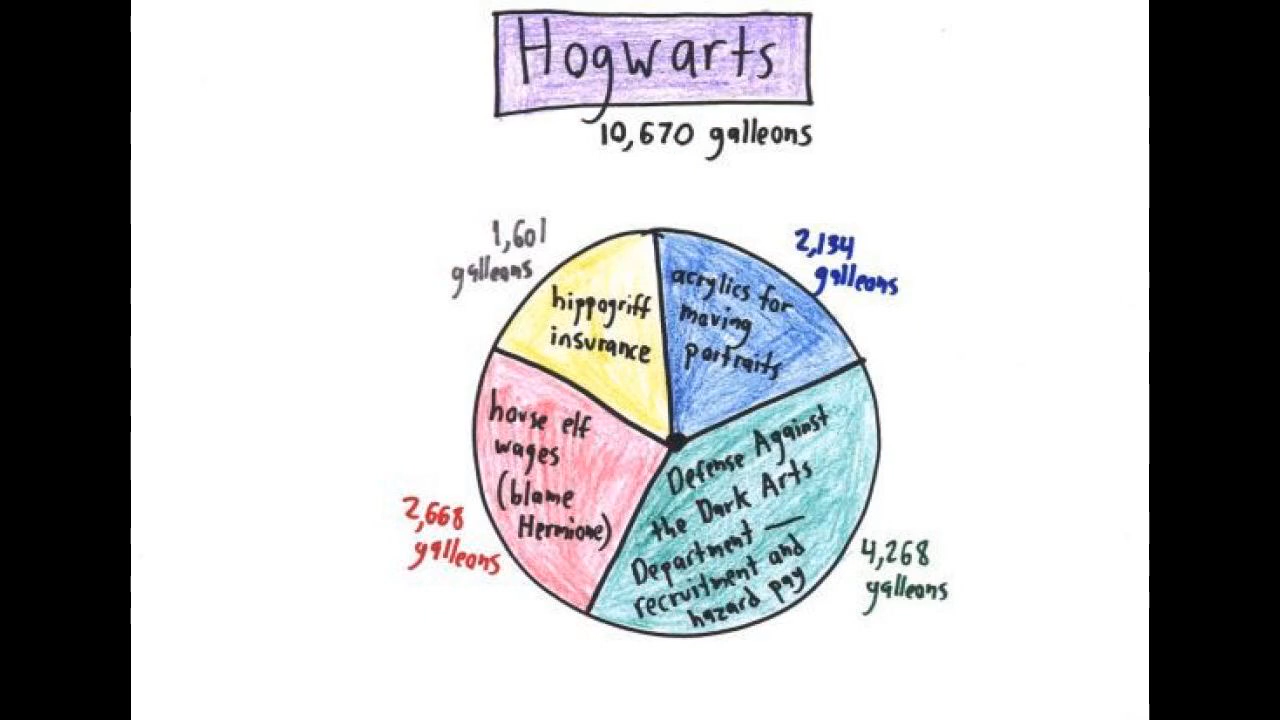 Hogwarts
10,670 galleons
1,601
galleons
hippogriff
insurance
2,134
galleons
acrylics for
moving
portraits
house elf
wages
(blame
Hermione)
2,668
galleons
Defense Against
the Dark Arts
Department —
recruitment and
hazard pay
4,268
galleons